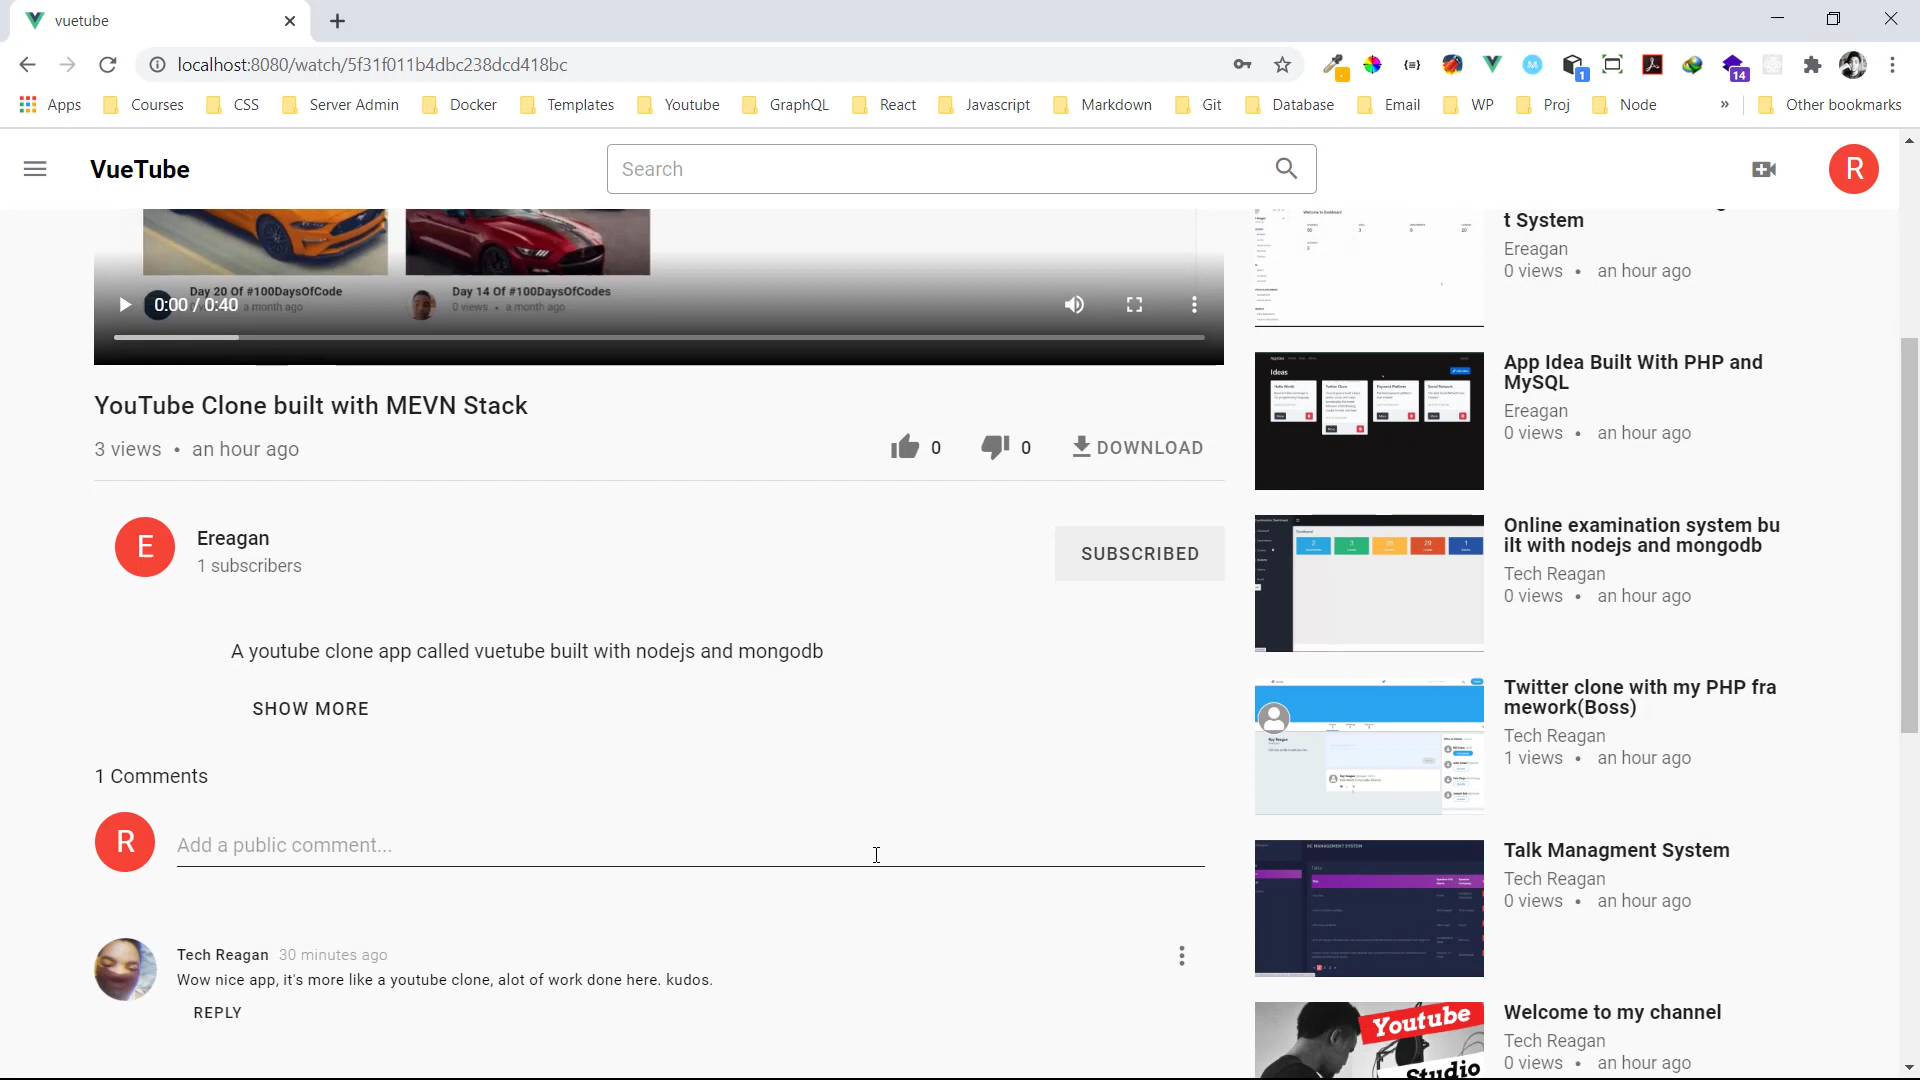 vuetube
localhost:8080/watch/5f31f011b4dbc238dcd418bc
1
14
Apps Courses CSS Server Admin Docker Templates Youtube GraphQL React Javascript Markdown Git Database Email WP Proj Node » Other bookmarks
VueTube
Search
R
Day 20 Of #100DaysOfCode
a month ago
Day 14 Of #100DaysOfCodes
0 views • a month ago
0:00 / 0:40
YouTube Clone built with MEVN Stack
3 views • an hour ago
0
0
DOWNLOAD
E
Ereagan
1 subscribers
SUBSCRIBED
A youtube clone app called vuetube built with nodejs and mongodb
SHOW MORE
1 Comments
R
Add a public comment...
Tech Reagan 30 minutes ago
Wow nice app, it's more like a youtube clone, alot of work done here. kudos.
REPLY
t System
Ereagan
0 views • an hour ago
Ideas
App Idea Built With PHP and
MySQL
Ereagan
0 views • an hour ago
Online examination system bu
ilt with nodejs and mongodb
Tech Reagan
0 views • an hour ago
Twitter clone with my PHP fra
mework(Boss)
Tech Reagan
1 views • an hour ago
Talk Managment System
Tech Reagan
0 views • an hour ago
Youtube
Studio
Welcome to my channel
Tech Reagan
0 views • an hour ago